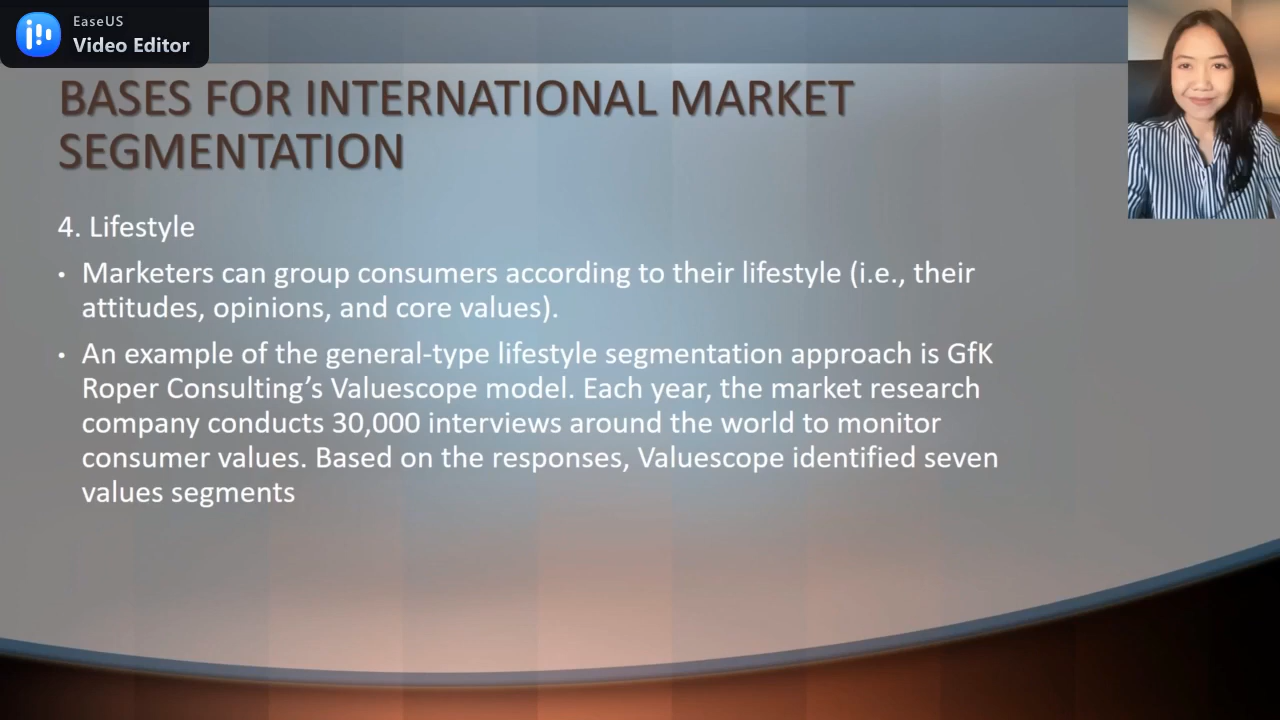 EaseUS
Video Editor
BASES FOR INTERNATIONAL MARKET
SEGMENTATION
4. Lifestyle
• Marketers can group consumers according to their lifestyle (i.e., their
attitudes, opinions, and core values).
• An example of the general-type lifestyle segmentation approach is GfK
Roper Consulting’s Valuescope model. Each year, the market research
company conducts 30,000 interviews around the world to monitor
consumer values. Based on the responses, Valuescope identified seven
values segments